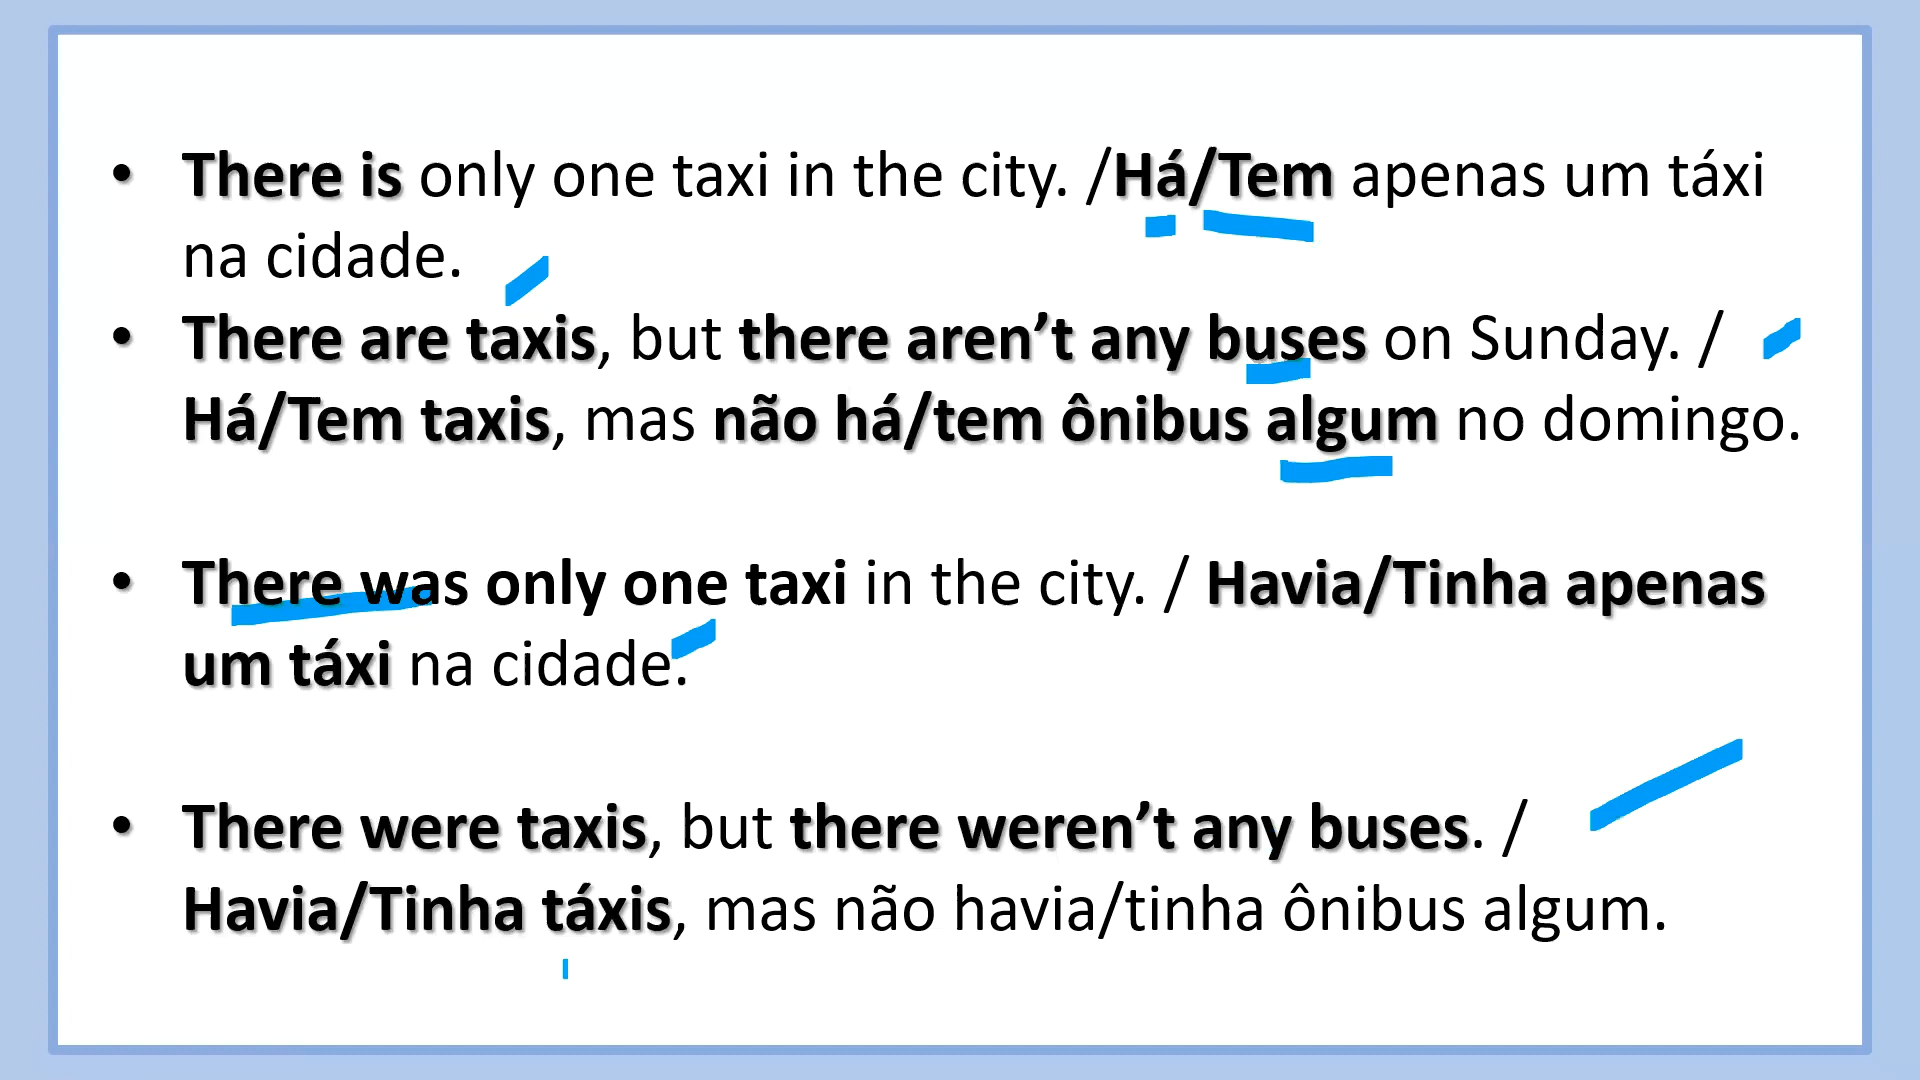 • There is only one taxi in the city. /Há/Tem apenas um táxi
na cidade.
• There are taxis, but there aren’t any buses on Sunday. /
Há/Tem taxis, mas não há/tem ônibus algum no domingo.
• There was only one taxi in the city. / Havia/Tinha apenas
um táxi na cidade.
• There were taxis, but there weren’t any buses. /
Havia/Tinha táxis, mas não havia/tinha ônibus algum.